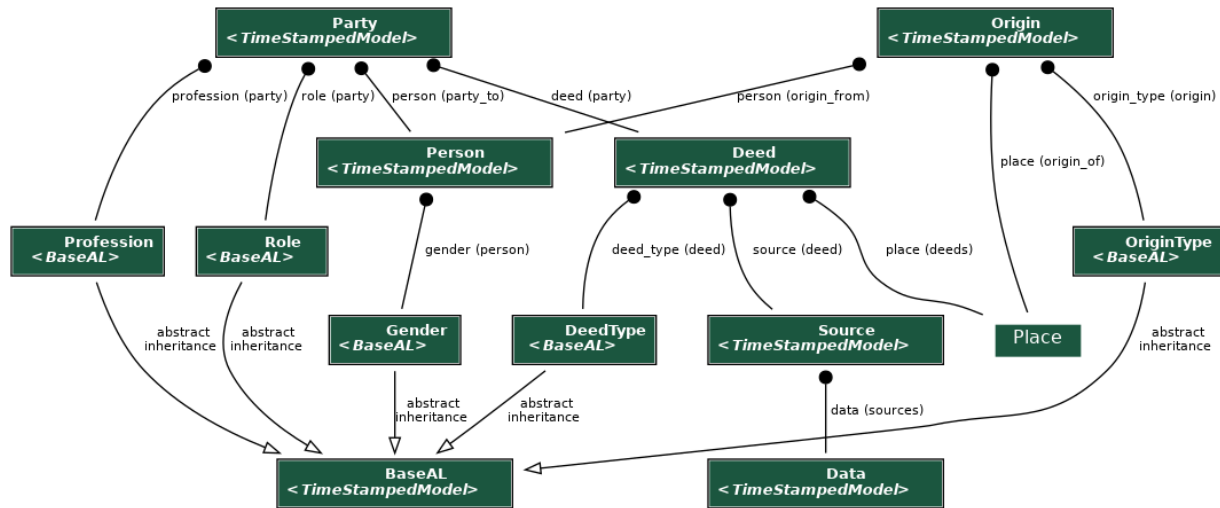 Party
<TimeStampedModel>
Origin
<TimeStampedModel>
profession (party)
role (party)
person (party_to)
deed (party)
person (origin_from)
origin_type (origin)
Person
<TimeStampedModel>
Deed
<TimeStampedModel>
place (origin_of)
Profession
<BaseAL>
Role
<BaseAL>
gender (person)
deed_type (deed)
source (deed)
place (deeds)
OriginType
<BaseAL>
abstract
inheritance
abstract
inheritance
Gender
<BaseAL>
DeedType
<BaseAL>
Source
<TimeStampedModel>
Place
abstract
inheritance
abstract
inheritance
abstract
inheritance
data (sources)
BaseAL
<TimeStampedModel>
Data
<TimeStampedModel>